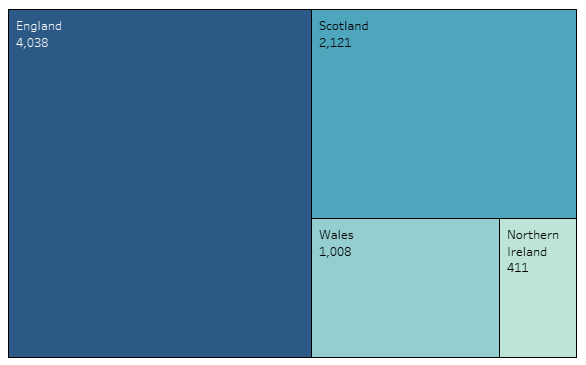 England
4,038
Scotland
2,121
Wales
1,008
Northern
Ireland
411